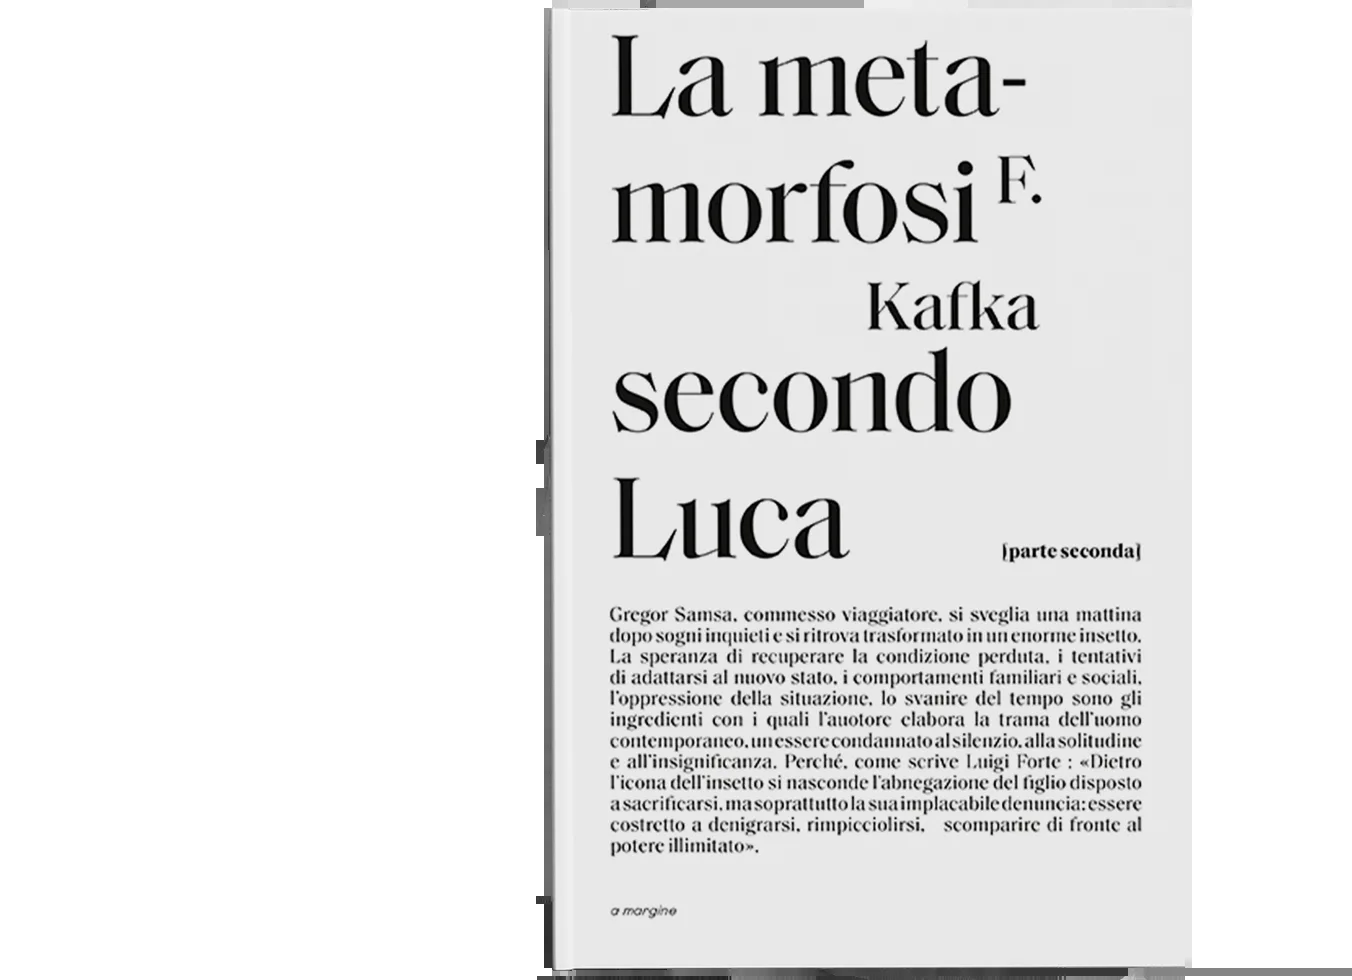 La meta-
morfosi F.
Kafka
secondo
Luca
[parte seconda]
Gregor Samsa, commesso viaggiatore, si sveglia una mattina
dopo sogni inquieti e si ritrova trasformato in un enorme insetto.
La speranza di recuperare la condizione perduta, i tentativi
di adattarsi al nuovo stato, i comportamenti familiari e sociali,
l'oppressione della situazione, lo svanire del tempo sono gli
ingredienti con i quali l'auotore elabora la trama dell'uomo
contemporaneo, un essere condannato al silenzio, alla solitudine
e all'insignificanza. Perché, come scrive Luigi Forte : «Dietro
l'icona dell'insetto si nasconde l'abnegazione del figlio disposto
a sacrificarsi, ma soprattutto la sua implacabile denuncia: essere
costretto a denigrarsi, rimpicciolirsi, scomparire di fronte al
potere illimitato».
a margine